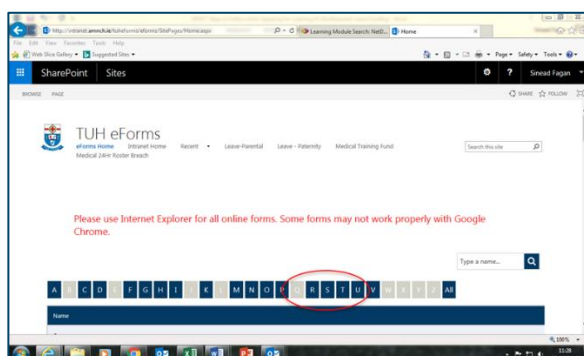 http://intranet.amnch.ie/tuheforms/eforms/SitePages/Home.aspx
Learning Module Search: NetD...
Home
File Edit View Favorites Tools Help
Web Slice Gallery Suggested Sites
Page Safety Tools
SharePoint Sites
? Sinead Fagan
BROWSE PAGE
SHARE FOLLOW
TUH eForms
eForms Home Intranet Home Recent Leave-Parental Leave - Paternity Medical Training Fund
Search this site
Medical 24Hr Roster Breach
Please use Internet Explorer for all online forms. Some forms may not work properly with Google
Chrome.
Type a name...
A B C D E F G H I J K L M N O P Q R S T U V W X Y Z All
Name
100%
11:28